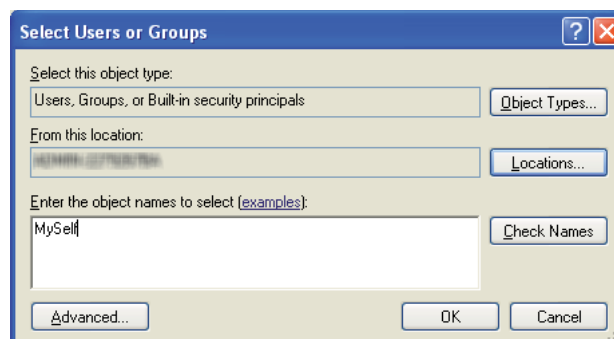 Select Users or Groups
Select this object type:
Users, Groups, or Built-in security principals
Object Types...
From this location:
Locations...
Enter the object names to select (examples):
MySelf
Check Names
Advanced...
OK
Cancel